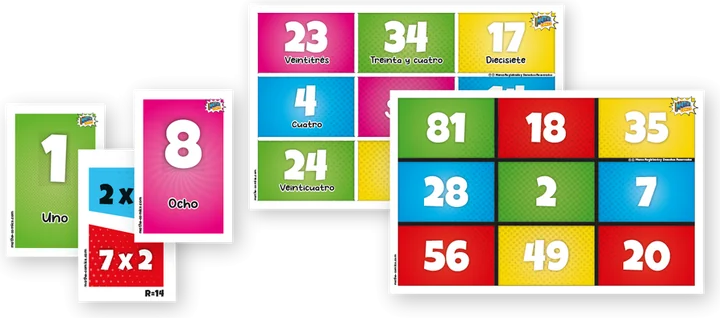 1
Uno
2 x
7 x 2
R=14
8
Ocho
23 34 17
Veintitrés Treinta y cuatro Diecisiete
4
Cuatro
24
Veinticuatro
81 18 35
28 2 7
56 49 20